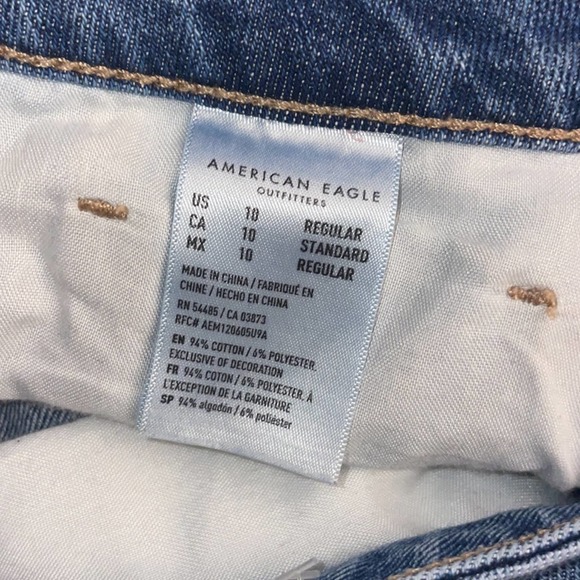 AMERICAN EAGLE
OUTFITTERS
US 10 REGULAR
CA 10 STANDARD
MX 10 REGULAR
MADE IN CHINA / FABRIQUÉ EN
CHINE / HECHO EN CHINA
RN 54485 / CA 03873
RFC# AEM120605U9A
EN 94% COTTON / 6% POLYESTER.
EXCLUSIVE OF DECORATION
FR 94% COTON / 6% POLYESTER. À
L'EXCEPTION DE LA GARNITURE
SP 94% algodón / 6% poliéster